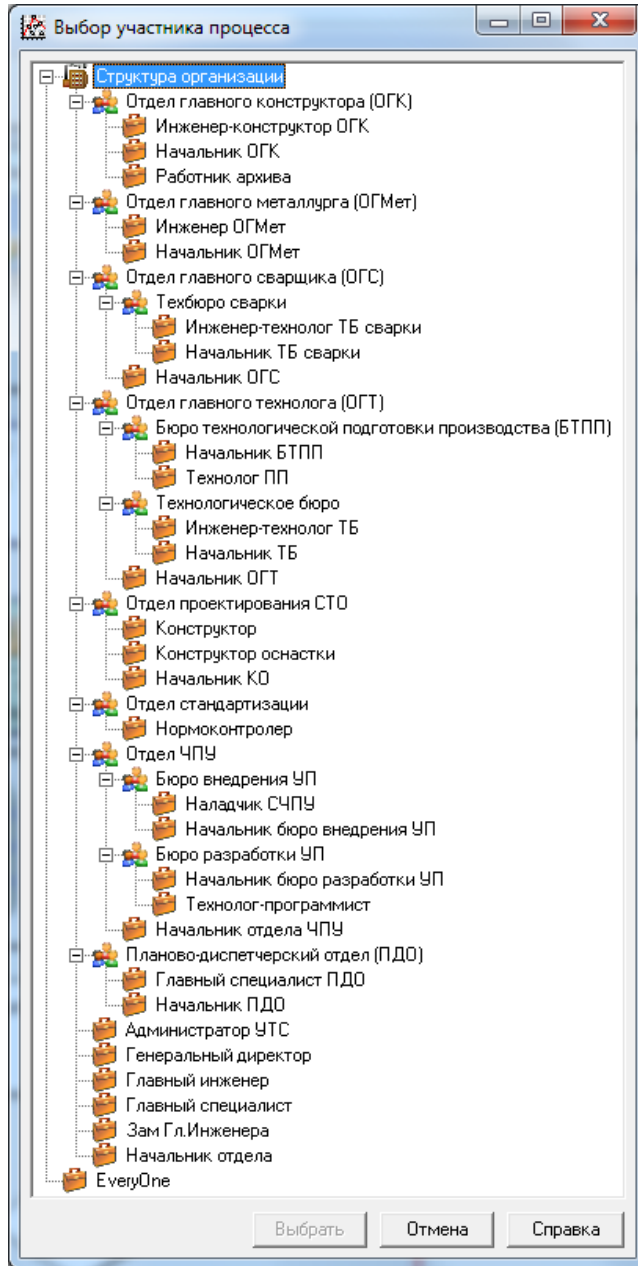 Выбор участника процесса
Структура организации
Отдел главного конструктора (ОГК)
Инженер-конструктор ОГК
Начальник ОГК
Работник архива
Отдел главного металлурга (ОГМет)
Инженер ОГМет
Начальник ОГМет
Отдел главного сварщика (ОГС)
Техбюро сварки
Инженер-технолог ТБ сварки
Начальник ТБ сварки
Начальник ОГС
Отдел главного технолога (ОГТ)
Бюро технологической подготовки производства (БТПП)
Начальник БТПП
Технолог ПП
Технологическое бюро
Инженер-технолог ТБ
Начальник ТБ
Начальник ОГТ
Отдел проектирования СТО
Конструктор
Конструктор оснастки
Начальник КО
Отдел стандартизации
Нормоконтролер
Отдел ЧПУ
Бюро внедрения УП
Наладчик СЧПУ
Начальник бюро внедрения УП
Бюро разработки УП
Начальник бюро разработки УП
Технолог-программист
Начальник отдела ЧПУ
Планово-диспетчерский отдел (ПДО)
Главный специалист ПДО
Начальник ПДО
Администратор УТС
Генеральный директор
Главный инженер
Главный специалист
Зам Гл.Инженера
Начальник отдела
EveryOne
Выбрать Отмена Справка